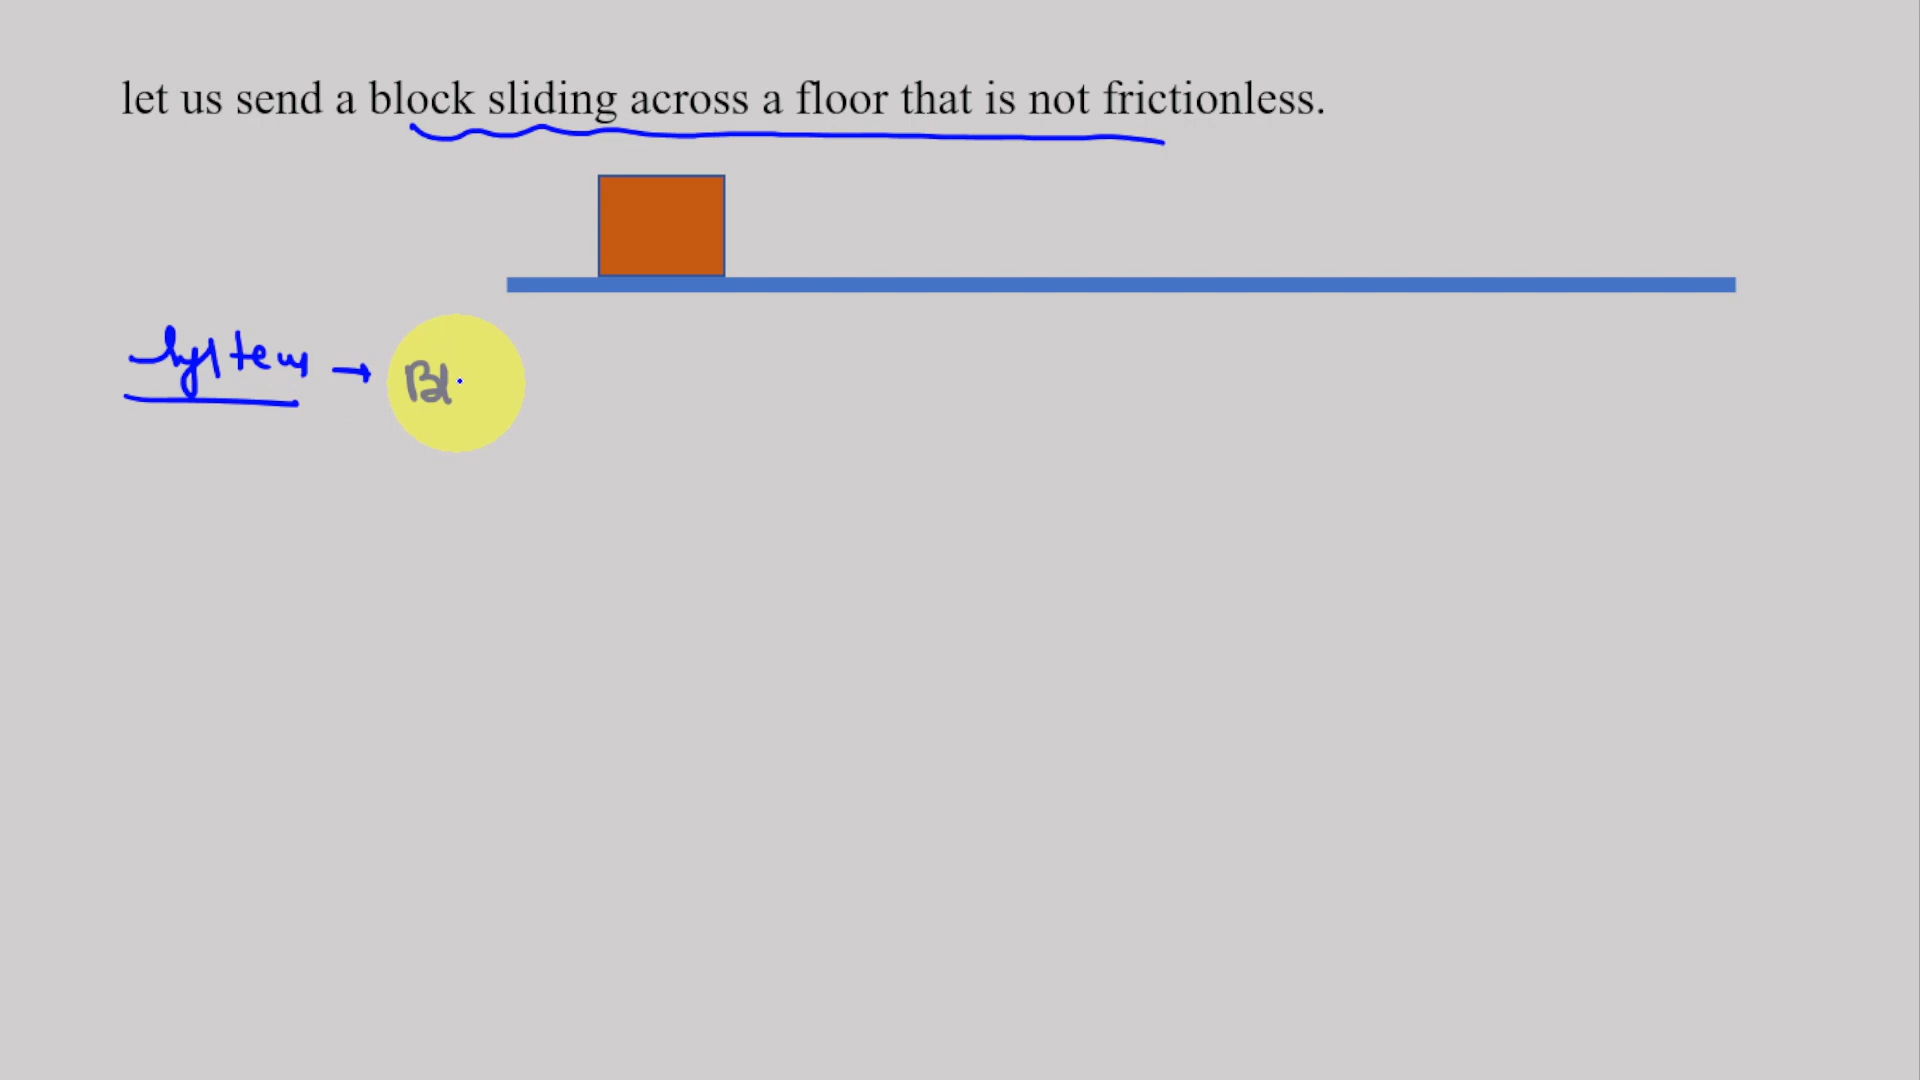 let us send a block sliding across a floor that is not frictionless.
System → Bl